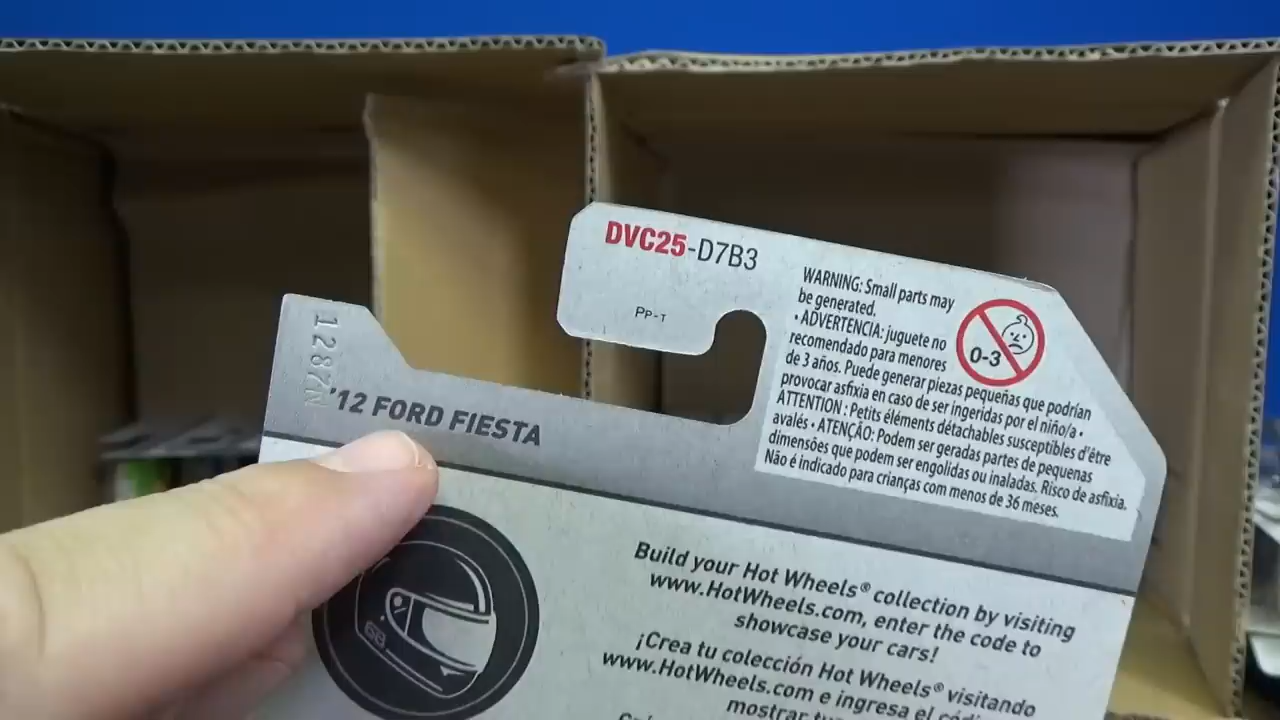 DVC25-D7B3
PP-T
WARNING: Small parts may
be generated.
• ADVERTENCIA: juguete no
recomendado para menores
de 3 años. Puede generar piezas pequeñas que podrían
provocar asfixia en caso de ser ingeridas por el niño/a •
ATTENTION : Petits éléments détachables susceptibles d'être
avalés • ATENÇÃO: Podem ser geradas partes de pequenas
dimensões que podem ser engolidas ou inaladas. Risco de asfixia.
Não é indicado para crianças com menos de 36 meses.
0-3
1287N
'12 FORD FIESTA
68
Build your Hot Wheels® collection by visiting
www.HotWheels.com, enter the code to
showcase your cars!
¡Crea tu colección Hot Wheels® visitando
www.HotWheels.com e ingresa el
mostrar